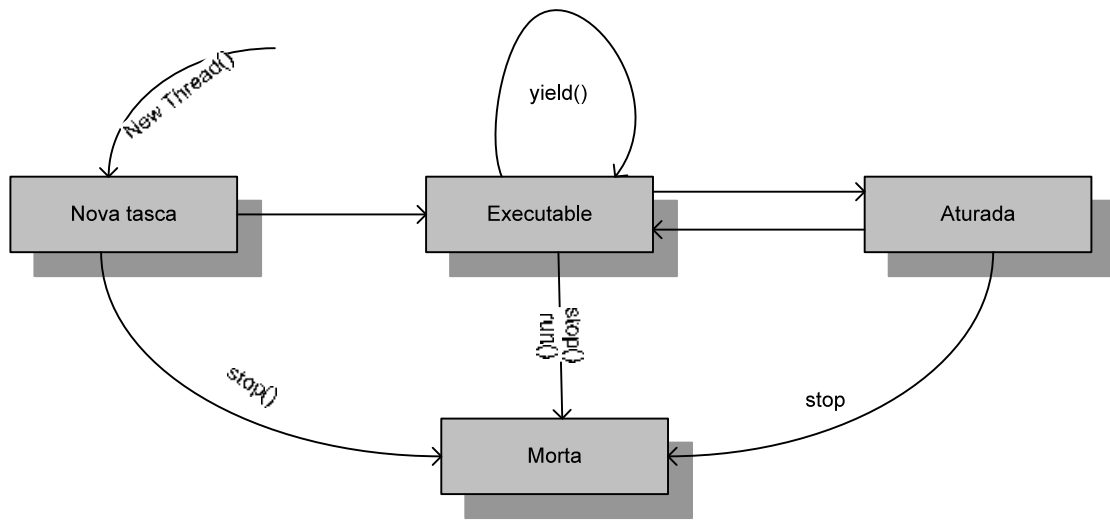 New Thread()
yield()
Nova tasca
Executable
Aturada
stop()
run()
stop()
stop
Morta